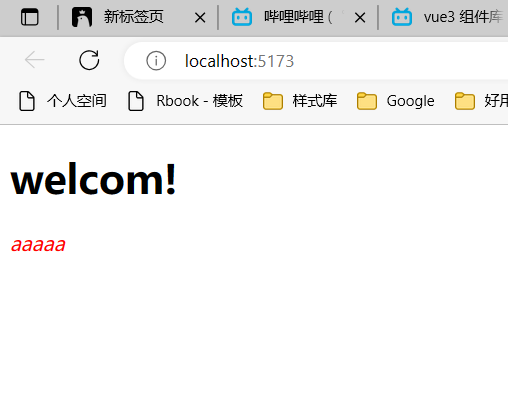 新标签页 哔哩哔哩 ( vue3 组件库
localhost:5173
个人空间 Rbook - 模板 样式库 Google 好用
welcom!
aaaaa